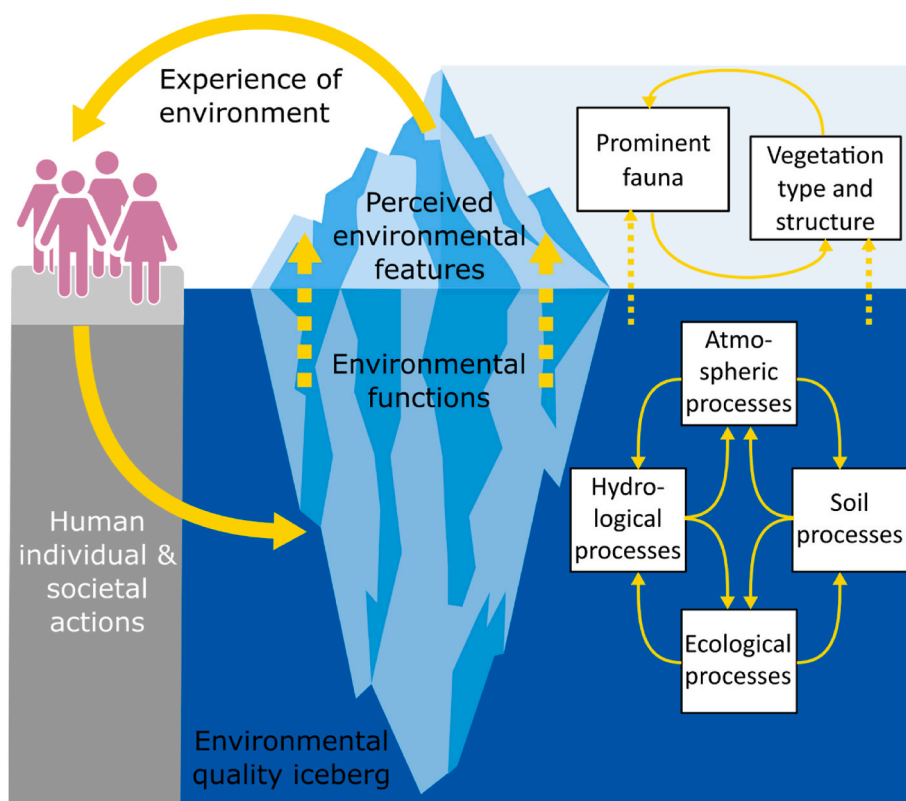 Experience of
environment
Perceived
environmental
features
Environmental
functions
Human
individual &
societal
actions
Environmental
quality iceberg
Prominent
fauna
Vegetation
type and
structure
Atmo-
spheric
processes
Hydro-
logical
processes
Soil
processes
Ecological
processes